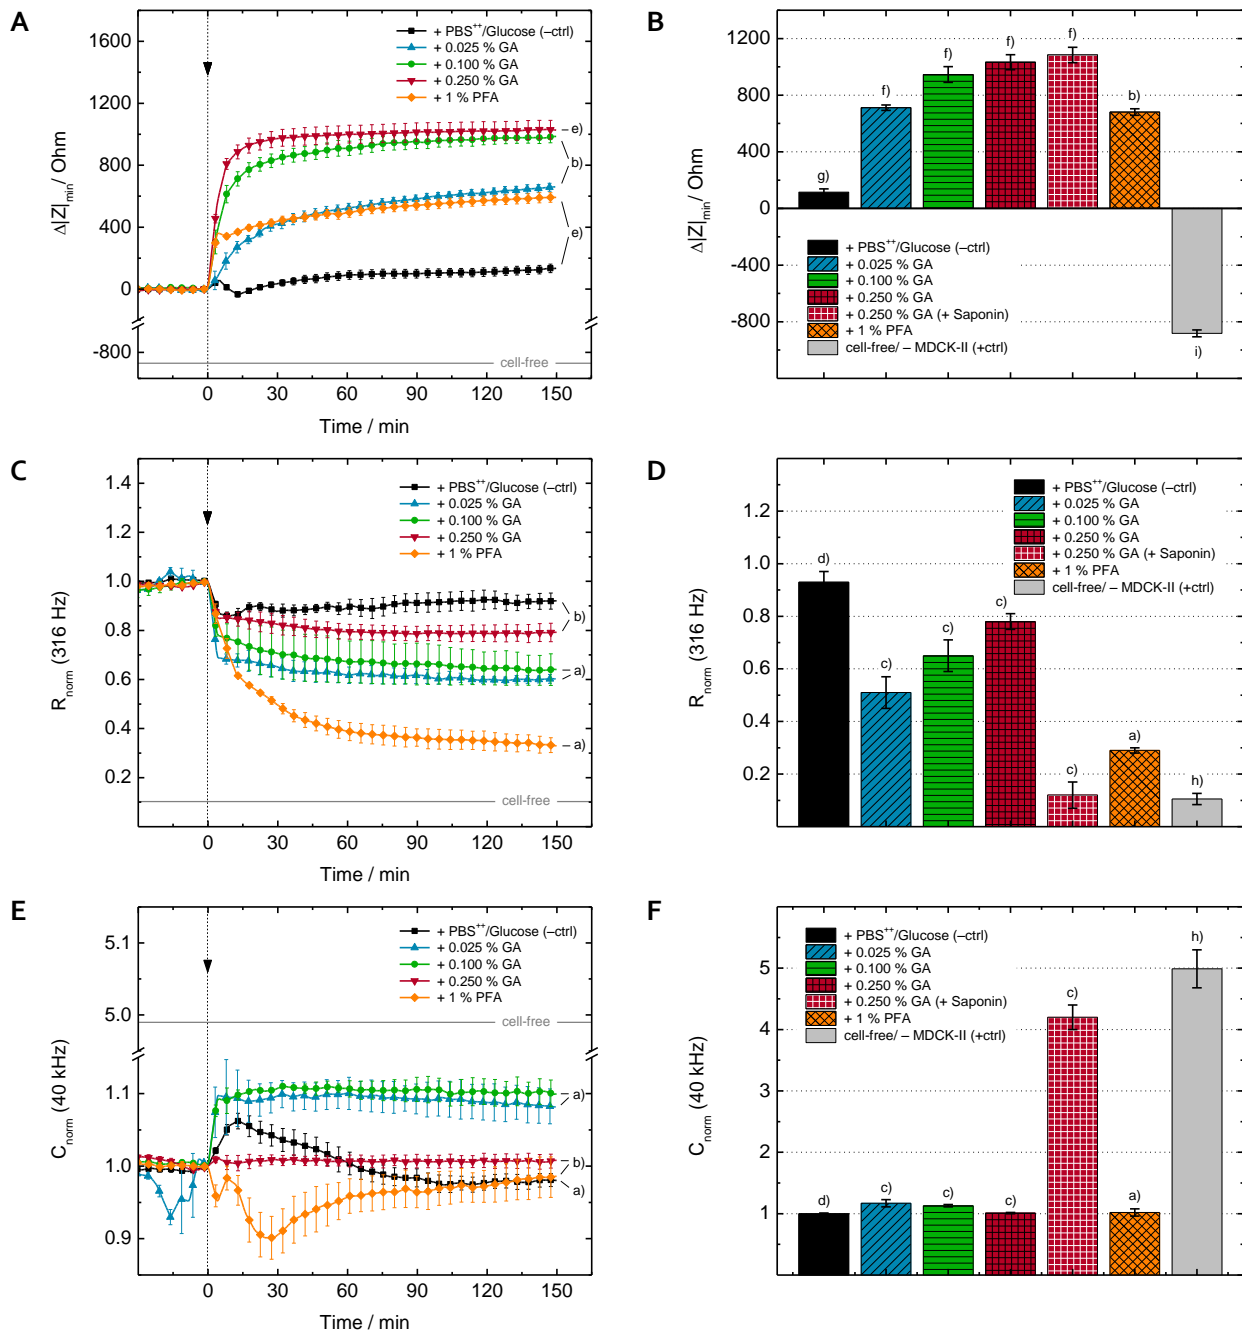 A
1600
1200
800
400
0
-800
Δ|Z|min/ Ohm
+ PBS++/Glucose (–ctrl)
+ 0.025 % GA
+ 0.100 % GA
+ 0.250 % GA
+ 1 % PFA
e)
b)
e)
cell-free
0 30 60 90 120 150
Time / min
B
1200
800
400
0
-400
-800
Δ|Z|min/ Ohm
g)
f)
f)
f)
f)
b)
i)
+ PBS++/Glucose (–ctrl)
+ 0.025 % GA
+ 0.100 % GA
+ 0.250 % GA
+ 0.250 % GA (+ Saponin)
+ 1 % PFA
cell-free/ – MDCK-II (+ctrl)
C
1.4
1.2
1.0
0.8
0.6
0.4
0.2
Rnorm (316 Hz)
+ PBS++/Glucose (–ctrl)
+ 0.025 % GA
+ 0.100 % GA
+ 0.250 % GA
+ 1 % PFA
b)
a)
a)
cell-free
0 30 60 90 120 150
Time / min
D
1.2
1.0
0.8
0.6
0.4
0.2
Rnorm (316 Hz)
+ PBS++/Glucose (–ctrl)
+ 0.025 % GA
+ 0.100 % GA
+ 0.250 % GA
+ 0.250 % GA (+ Saponin)
+ 1 % PFA
cell-free/ – MDCK-II (+ctrl)
d)
c)
c)
c)
c)
a)
h)
E
5.1
5.0
1.1
1.0
0.9
Cnorm (40 kHz)
+ PBS++/Glucose (–ctrl)
+ 0.025 % GA
+ 0.100 % GA
+ 0.250 % GA
+ 1 % PFA
cell-free
a)
b)
a)
0 30 60 90 120 150
Time / min
F
5
4
3
2
1
Cnorm (40 kHz)
+ PBS++/Glucose (–ctrl)
+ 0.025 % GA
+ 0.100 % GA
+ 0.250 % GA
+ 0.250 % GA (+ Saponin)
+ 1 % PFA
cell-free/ – MDCK-II (+ctrl)
d)
c)
c)
c)
c)
a)
h)